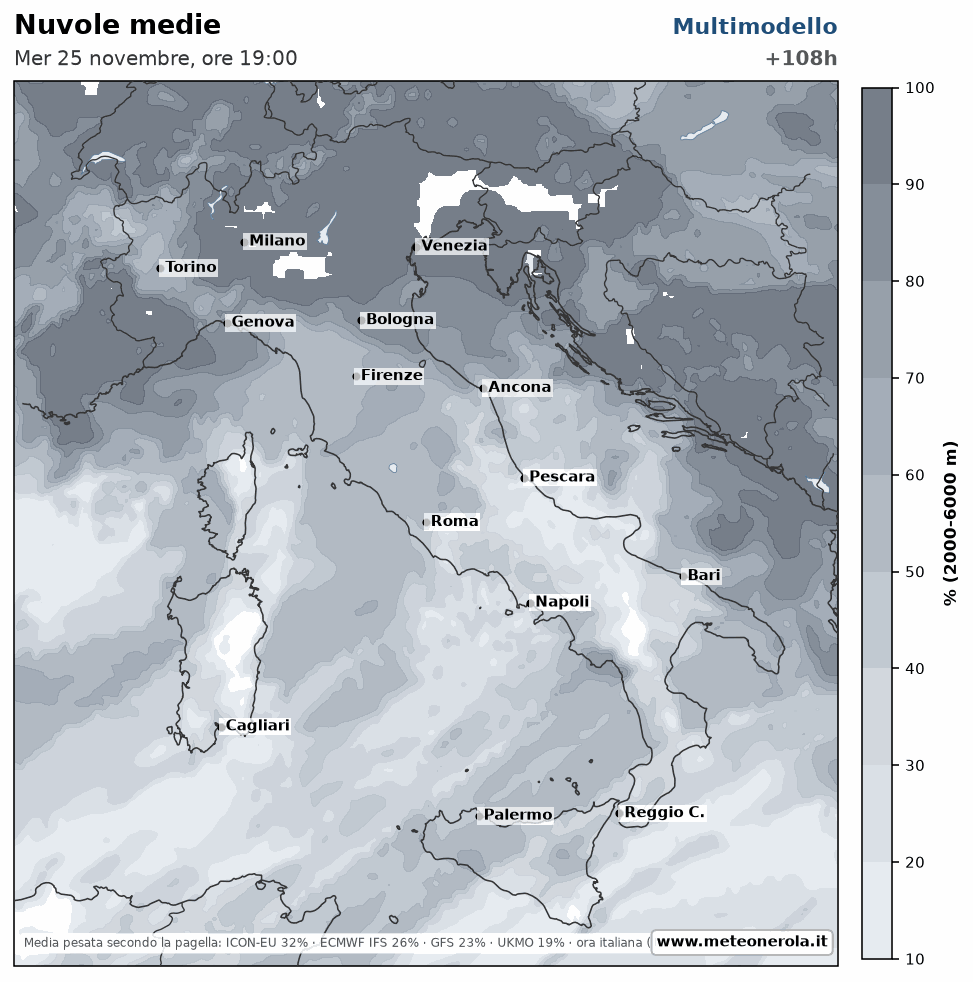 Nuvole medie
Multimodello
Mer 25 novembre, ore 19:00
+108h
100
90
80
70
60
50
40
30
20
10
% (2000-6000 m)
Milano
Venezia
Torino
Genova
Bologna
Firenze
Ancona
Pescara
Roma
Bari
Napoli
Cagliari
Palermo
Reggio C.
Media pesata secondo la pagella: ICON-EU 32% · ECMWF IFS 26% · GFS 23% · UKMO 19% · ora italiana (
www.meteonerola.it